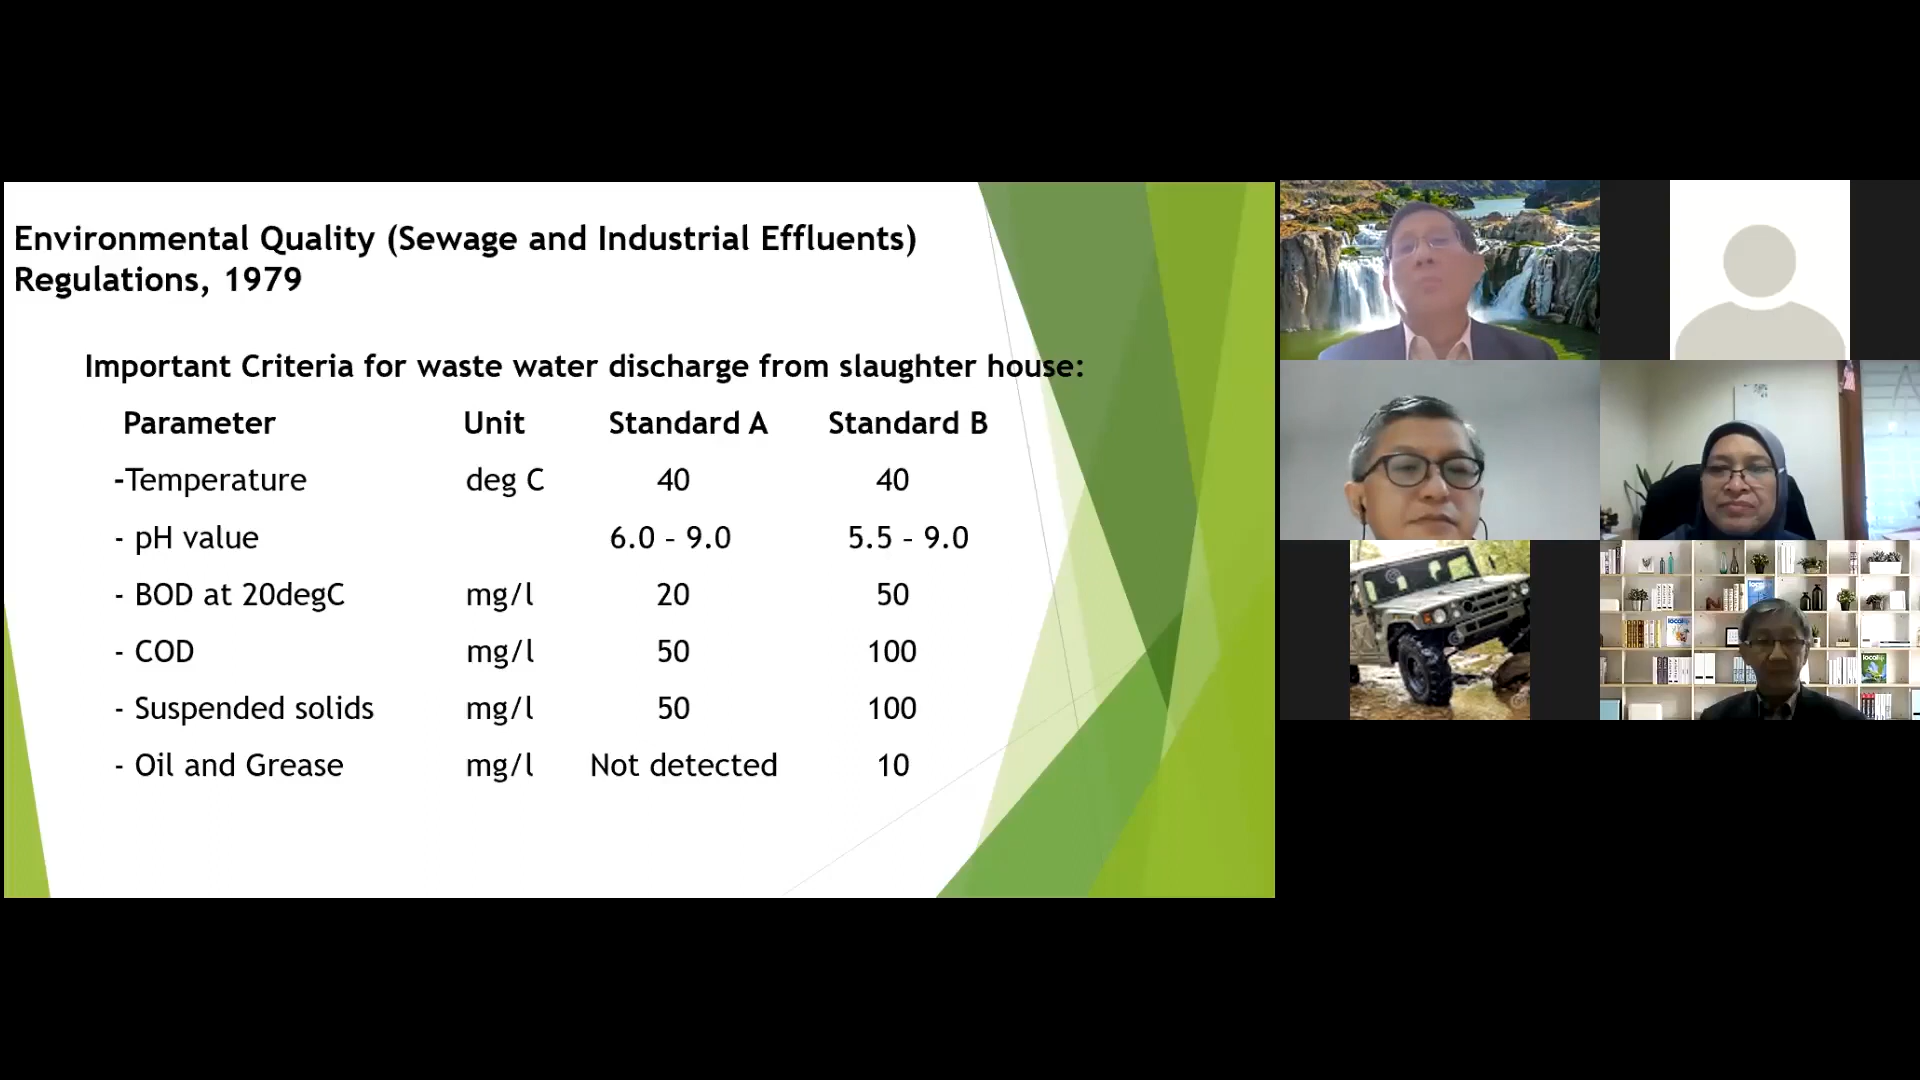 Environmental Quality (Sewage and Industrial Effluents)
Regulations, 1979
Important Criteria for waste water discharge from slaughter house:
Parameter Unit Standard A Standard B
-Temperature deg C 40 40
- pH value 6.0 – 9.0 5.5 – 9.0
- BOD at 20degC mg/l 20 50
- COD mg/l 50 100
- Suspended solids mg/l 50 100
- Oil and Grease mg/l Not detected 10
local
local